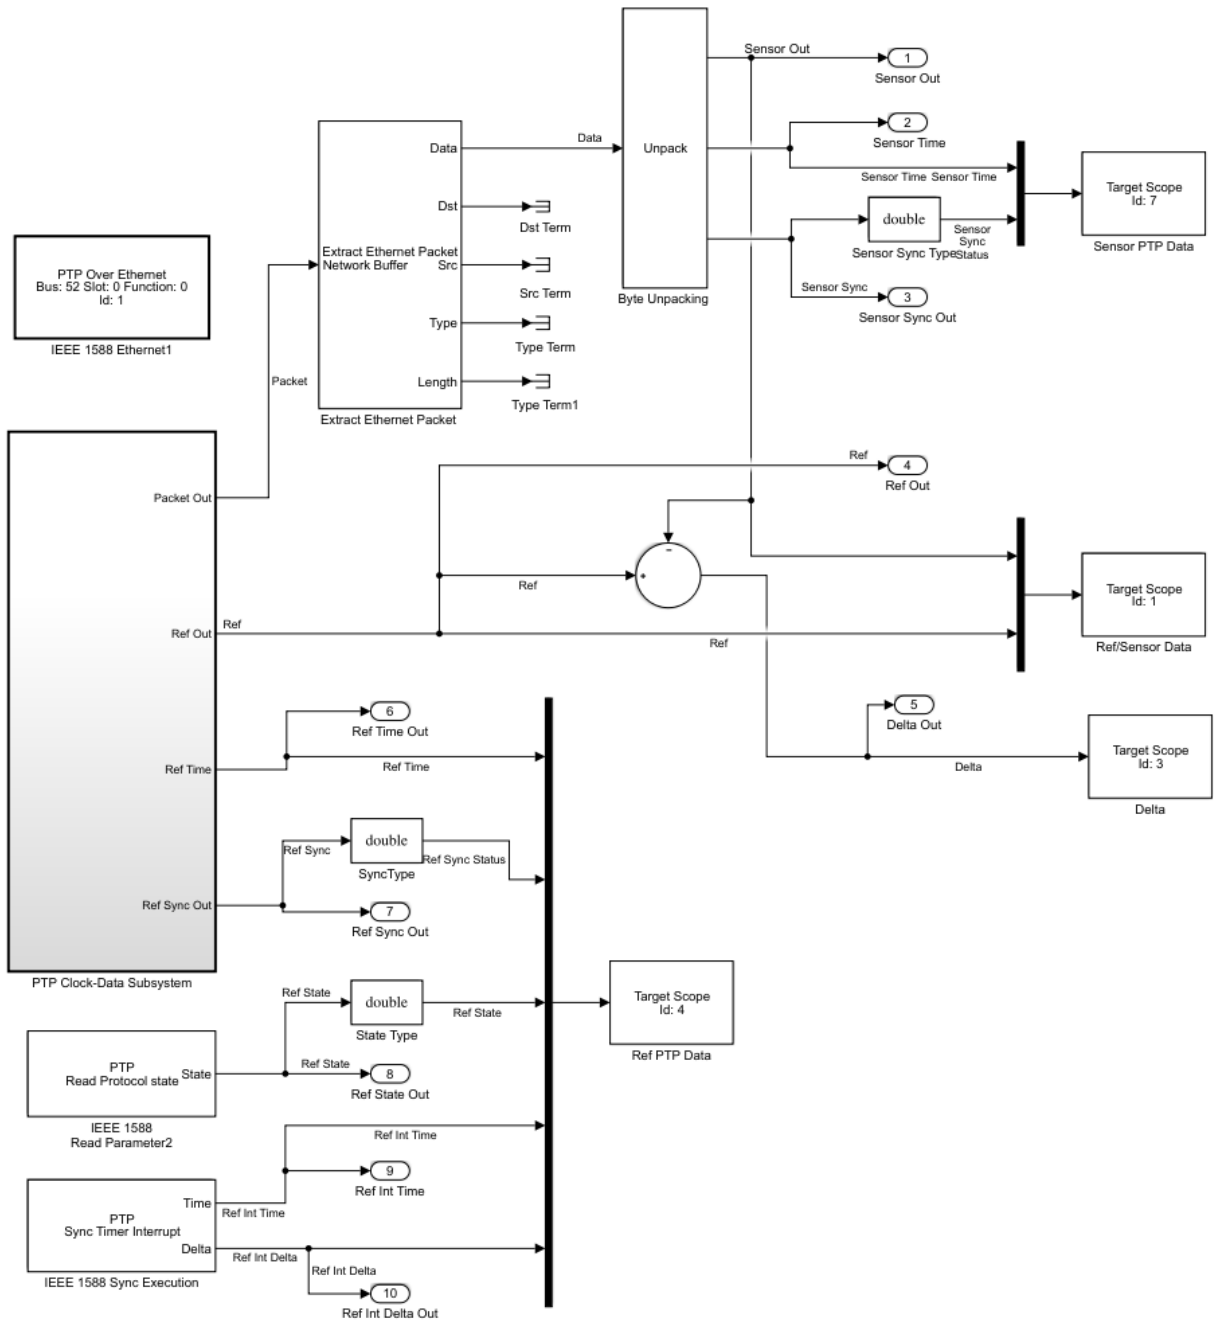 Sensor Out
1
Sensor Out
2
Sensor Time
Data
Data
Unpack
Sensor Time
Sensor Time
Target Scope
Id: 7
Sensor PTP Data
Dst
Dst Term
double
Sensor
Sync
Status
Sensor Sync Type
PTP Over Ethernet
Bus: 52 Slot: 0 Function: 0
Id: 1
IEEE 1588 Ethernet1
Extract Ethernet Packet
Network Buffer
Src
Src Term
Byte Unpacking
Sensor Sync
3
Sensor Sync Out
Type
Type Term
Packet
Length
Type Term1
Extract Ethernet Packet
Ref
4
Ref Out
Packet Out
-
+
Ref
Target Scope
Id: 1
Ref/Sensor Data
Ref Out
Ref
Ref
6
Ref Time Out
5
Delta Out
Ref Time
Ref Time
Delta
Target Scope
Id: 3
Delta
Ref Sync
double
Ref Sync Status
SyncType
Ref Sync Out
7
Ref Sync Out
PTP Clock-Data Subsystem
Ref State
double
Ref State
State Type
Target Scope
Id: 4
Ref PTP Data
PTP
Read Protocol state
State
Ref State
8
Ref State Out
IEEE 1588
Read Parameter2
Ref Int Time
9
Ref Int Time
Time
Ref Int Time
PTP
Sync Timer Interrupt
Delta
Ref Int Delta
Ref Int Delta
IEEE 1588 Sync Execution
10
Ref Int Delta Out